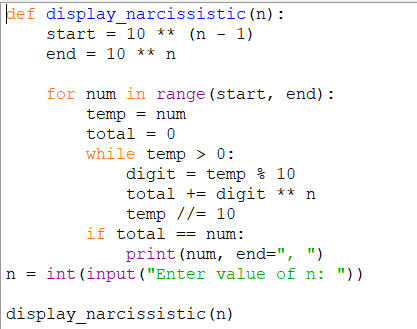 def display_narcissistic(n):
    start = 10 ** (n - 1)
    end = 10 ** n

    for num in range(start, end):
        temp = num
        total = 0
        while temp > 0:
            digit = temp % 10
            total += digit ** n
            temp //= 10
        if total == num:
            print(num, end=", ")
n = int(input("Enter value of n: "))

display_narcissistic(n)